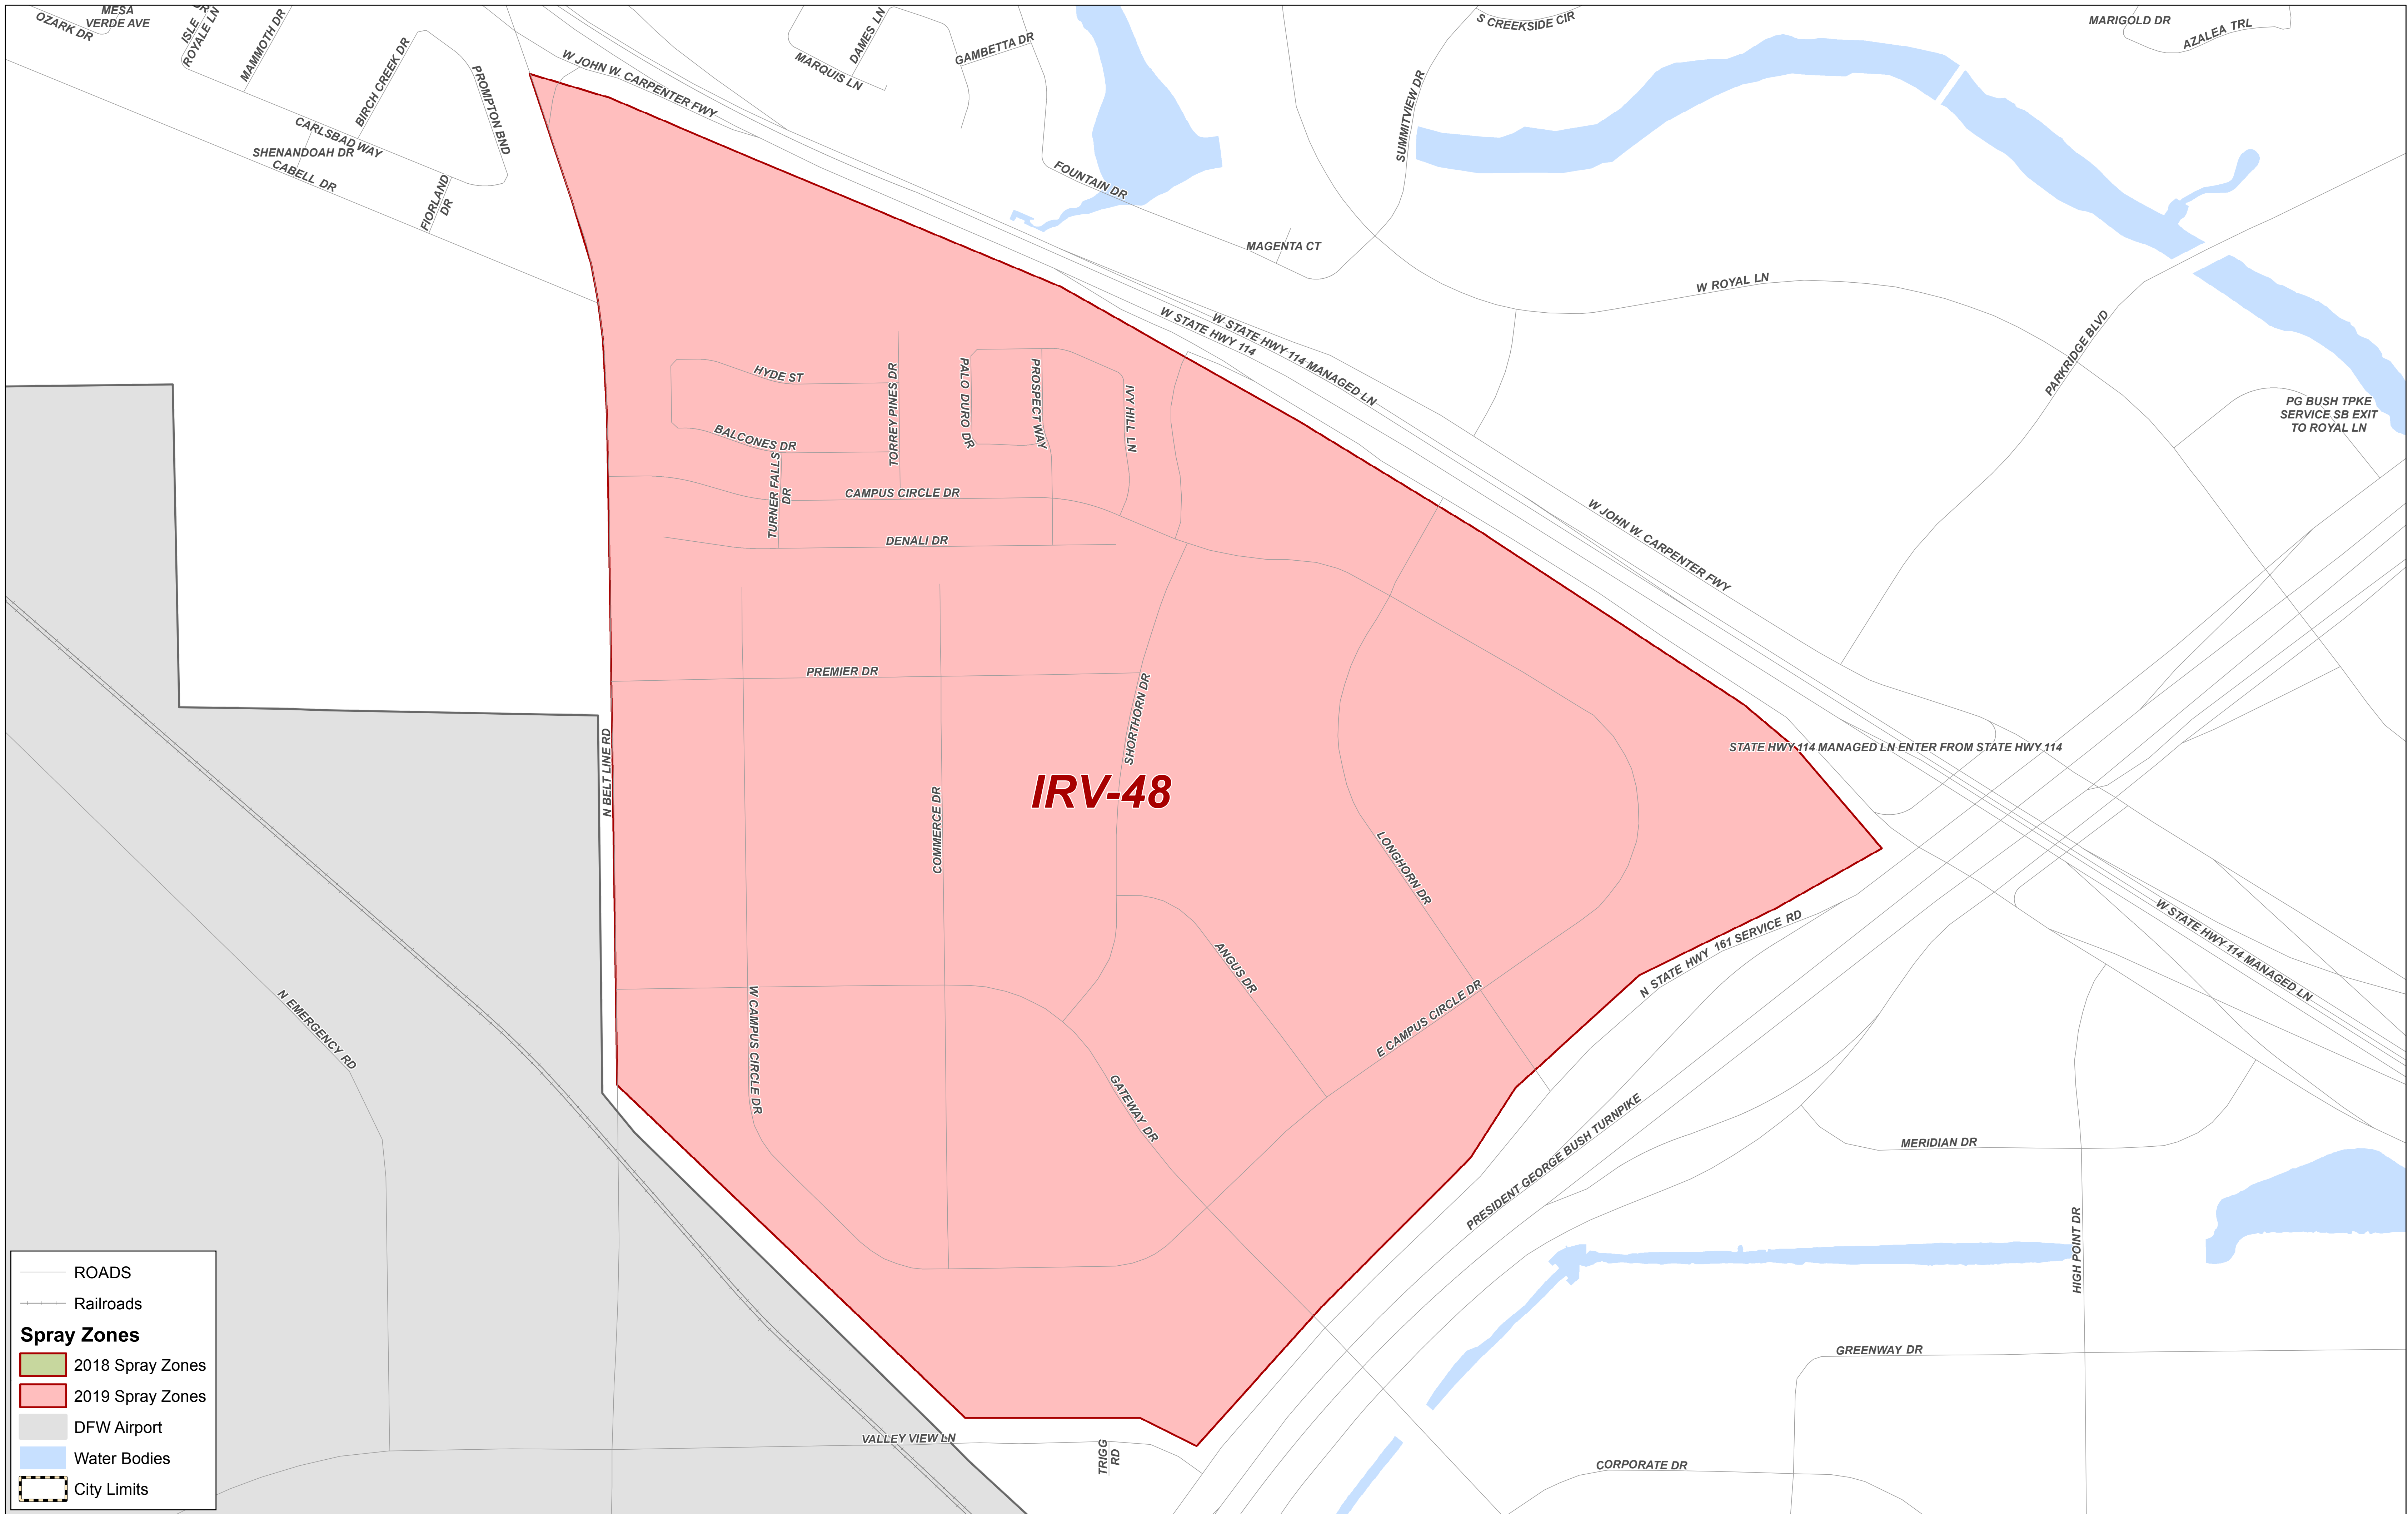 MESA
VERDE AVE
OZARK DR
ISLE
ROYALE LN
MAMMOTH DR
BIRCH CREEK DR
PROMPTON BND
CARLSBAD WAY
SHENANDOAH DR
CABELL DR
FIORLAND
DR
W JOHN W. CARPENTER FWY
DAMES LN
MARQUIS LN
GAMBETTA DR
FOUNTAIN DR
MAGENTA CT
SUMMITVIEW DR
S CREEKSIDE CIR
MARIGOLD DR
AZALEA TRL
W ROYAL LN
PARKRIDGE BLVD
PG BUSH TPKE
SERVICE SB EXIT
TO ROYAL LN
W STATE HWY 114 MANAGED LN
W STATE HWY 114
W JOHN W. CARPENTER FWY
HYDE ST
BALCONES DR
TURNER FALLS
DR
TORREY PINES DR
PALO DURO DR
PROSPECT WAY
IVY HILL LN
CAMPUS CIRCLE DR
DENALI DR
PREMIER DR
SHORTHORN DR
N BELT LINE RD
COMMERCE DR
IRV-48
STATE HWY 114 MANAGED LN ENTER FROM STATE HWY 114
LONGHORN DR
ANGUS DR
E CAMPUS CIRCLE DR
N STATE HWY 161 SERVICE RD
W STATE HWY 114 MANAGED LN
W CAMPUS CIRCLE DR
GATEWAY DR
N EMERGENCY RD
PRESIDENT GEORGE BUSH TURNPIKE
MERIDIAN DR
HIGH POINT DR
GREENWAY DR
CORPORATE DR
VALLEY VIEW LN
TRIGG
RD
ROADS
Railroads
Spray Zones
2018 Spray Zones
2019 Spray Zones
DFW Airport
Water Bodies
City Limits